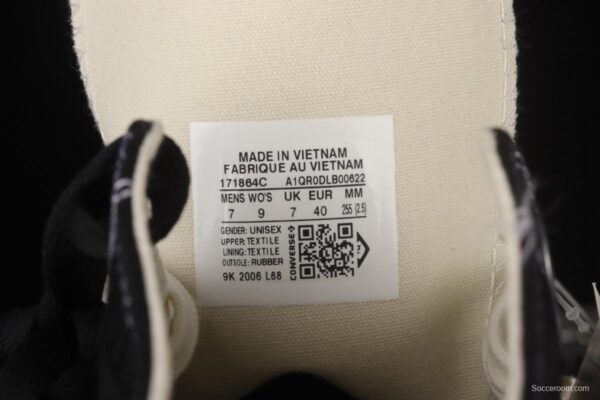 MADE IN VIETNAM
FABRIQUE AU VIETNAM
171864C A1QR0DLB00622
MENS WO'S UK EUR MM
7 9 7 40 255 (2.5)
GENDER: UNISEX
UPPER: TEXTILE
LINING: TEXTILE
OUTSOLE: RUBBER
9K 2006 L68
CONVERSE
Socceroom.com